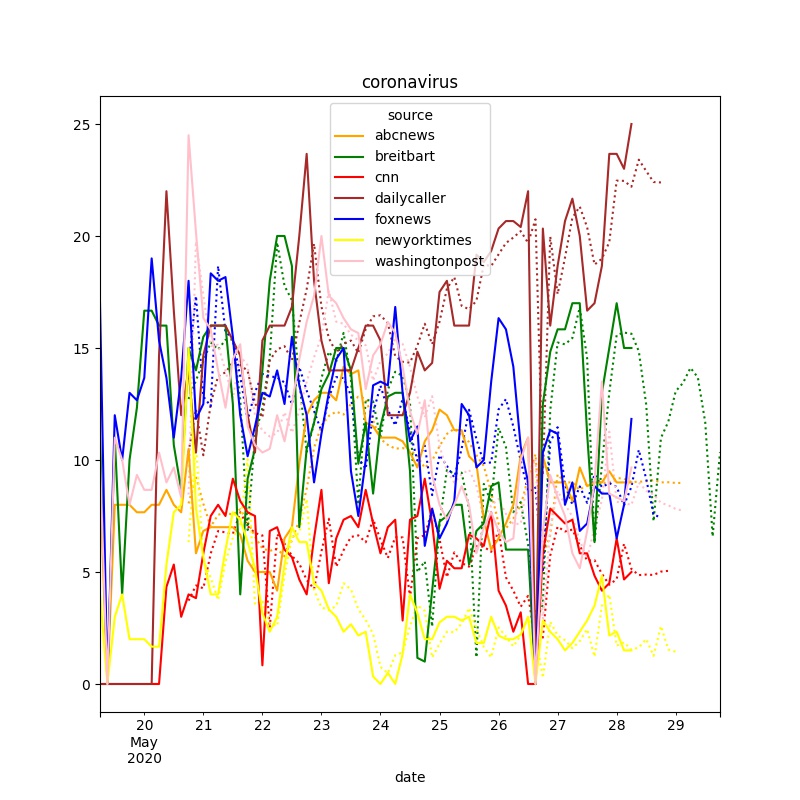 coronavirus
source
abcnews
breitbart
cnn
dailycaller
foxnews
newyorktimes
washingtonpost
25
20
15
10
5
0
20 21 22 23 24 25 26 27 28 29
May
2020
date